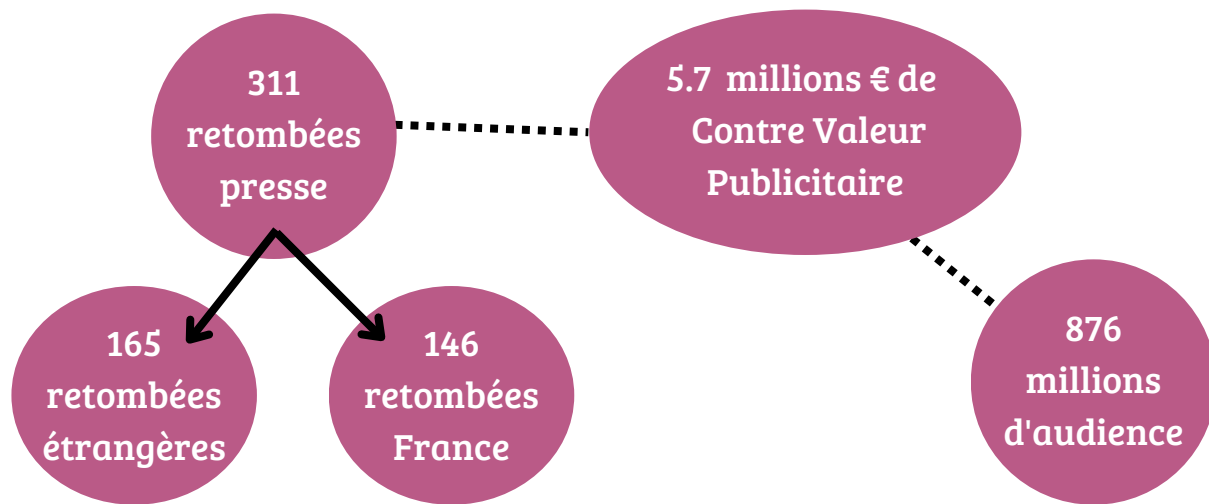 311
retombées
presse
5.7 millions € de
Contre Valeur
Publicitaire
165
retombées
étrangères
146
retombées
France
876
millions
d'audience